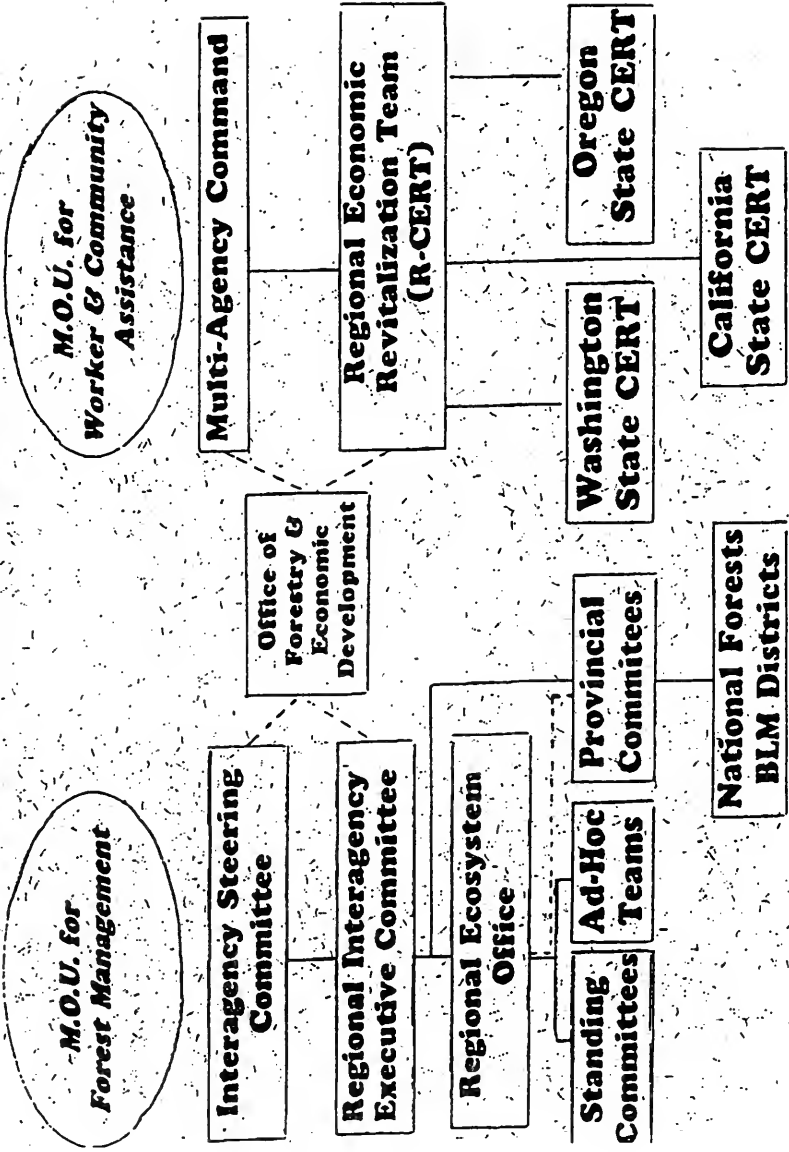 M.O.U. for
Forest Management
Interagency Steering
Committee
Regional Interagency
Executive Committee
Regional Ecosystem
Office
Standing
Committees
Ad-Hoc
Teams
Provincial
Commitees
National Forests
BLM Districts
Office of
Forestry &
Economic
Development
M.O.U. for
Worker & Community
Assistance
Multi-Agency Command
Regional Economic
Revitalization Team
(R-CERT)
Washington
State CERT
Oregon
State CERT
California
State CERT